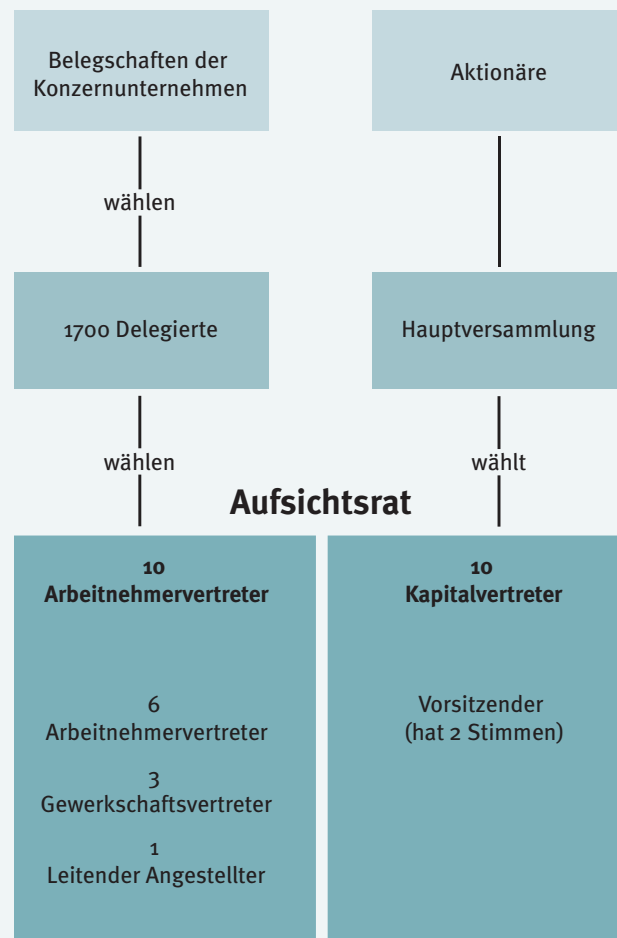 Belegschaften der
Konzernunternehmen
Aktionäre
wählen
1700 Delegierte
Hauptversammlung
wählen
wählt
Aufsichtsrat
10
Arbeitnehmervertreter
10
Kapitalvertreter
6
Arbeitnehmervertreter
3
Gewerkschaftsvertreter
1
Leitender Angestellter
Vorsitzender
(hat 2 Stimmen)